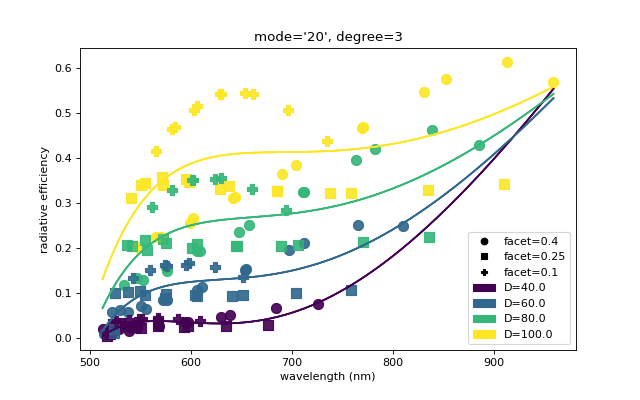 mode='20', degree=3
0.6
0.5
0.4
0.3
0.2
0.1
0.0
radiative efficiency
500
600
700
800
900
wavelength (nm)
facet=0.4
facet=0.25
facet=0.1
D=40.0
D=60.0
D=80.0
D=100.0